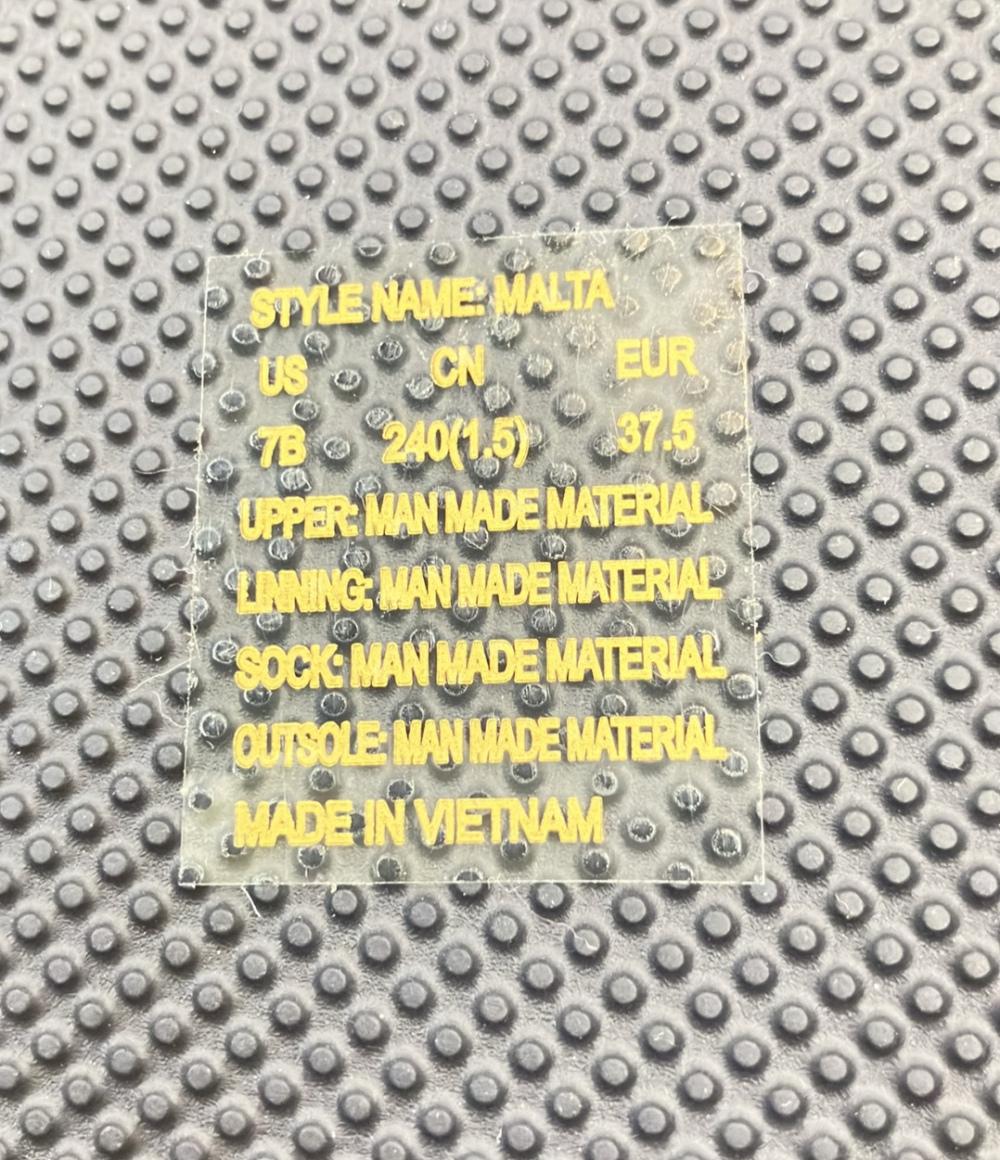 STYLE NAME: MALTA
US CN EUR
7B 240(1.5) 37.5
UPPER: MAN MADE MATERIAL
LINNING: MAN MADE MATERIAL
SOCK: MAN MADE MATERIAL
OUTSOLE: MAN MADE MATERIAL
MADE IN VIETNAM